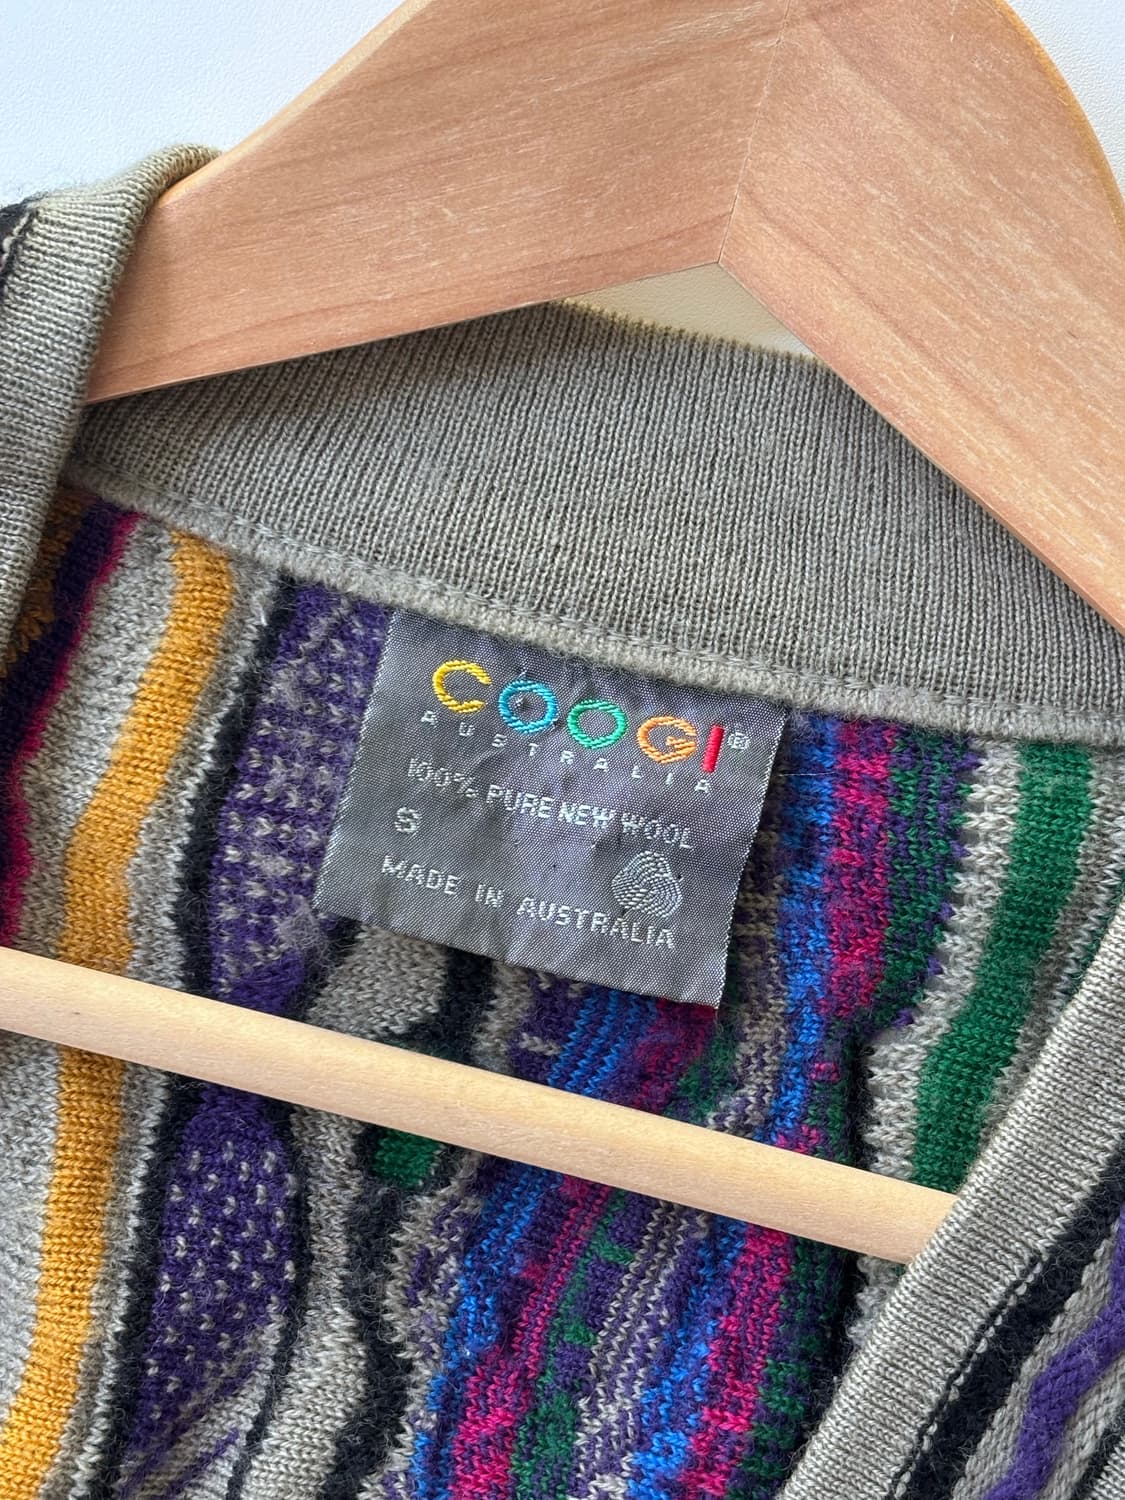 COOGI®
AUSTRALIA
100% PURE NEW WOOL
S
MADE IN AUSTRALIA